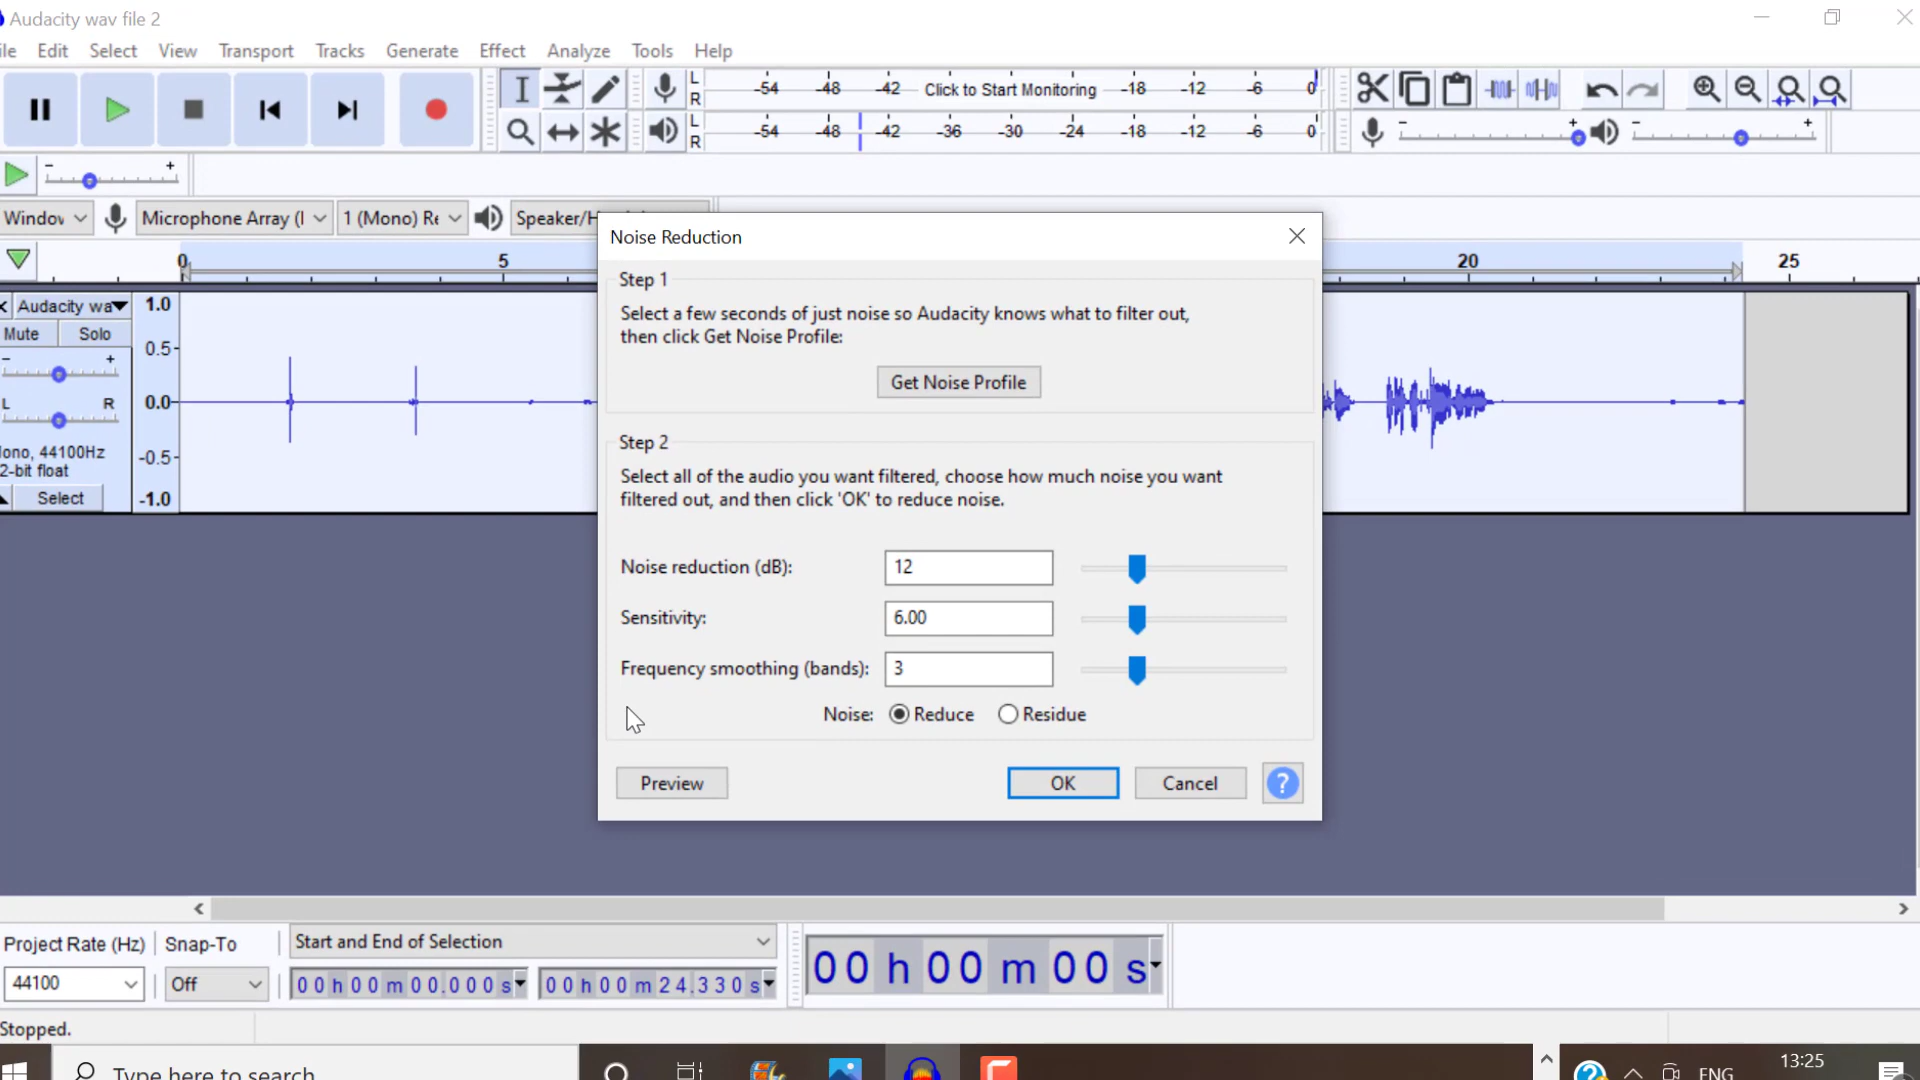 Audacity wav file 2
ile Edit Select View Transport Tracks Generate Effect Analyze Tools Help
L R -54 -48 -42 Click to Start Monitoring -18 -12 -6 0
L R -54 -48 -42 -36 -30 -24 -18 -12 -6 0
- +
- +
- +
Window Microphone Array ( 1 (Mono) Re Speaker/H
0 5 20 25
Noise Reduction
Step 1
Select a few seconds of just noise so Audacity knows what to filter out,
then click Get Noise Profile:
Get Noise Profile
Step 2
Select all of the audio you want filtered, choose how much noise you want
filtered out, and then click 'OK' to reduce noise.
Noise reduction (dB): 12
Sensitivity: 6.00
Frequency smoothing (bands): 3
Noise: Reduce Residue
Preview OK Cancel ?
X Audacity wa
Mute Solo
- +
L R
ono, 44100Hz
2-bit float
Select
1.0
0.5
0.0
-0.5
-1.0
Project Rate (Hz) Snap-To Start and End of Selection
44100 Off 00h00m00.000s 00h00m24.330s
00h00m00s
Stopped.
Type here to search
ENG
13:25